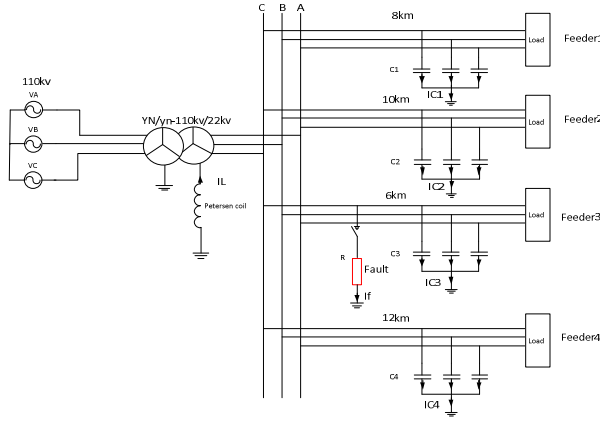 C B A
8km
Load
Feeder1
C1
IC1
110kv
VA
VB
VC
YN/yn-110kv/22kv
IL
Petersen coil
10km
Load
Feeder2
C2
IC2
6km
Load
Feeder3
R
Fault
If
C3
IC3
12km
Load
Feeder4
C4
IC4